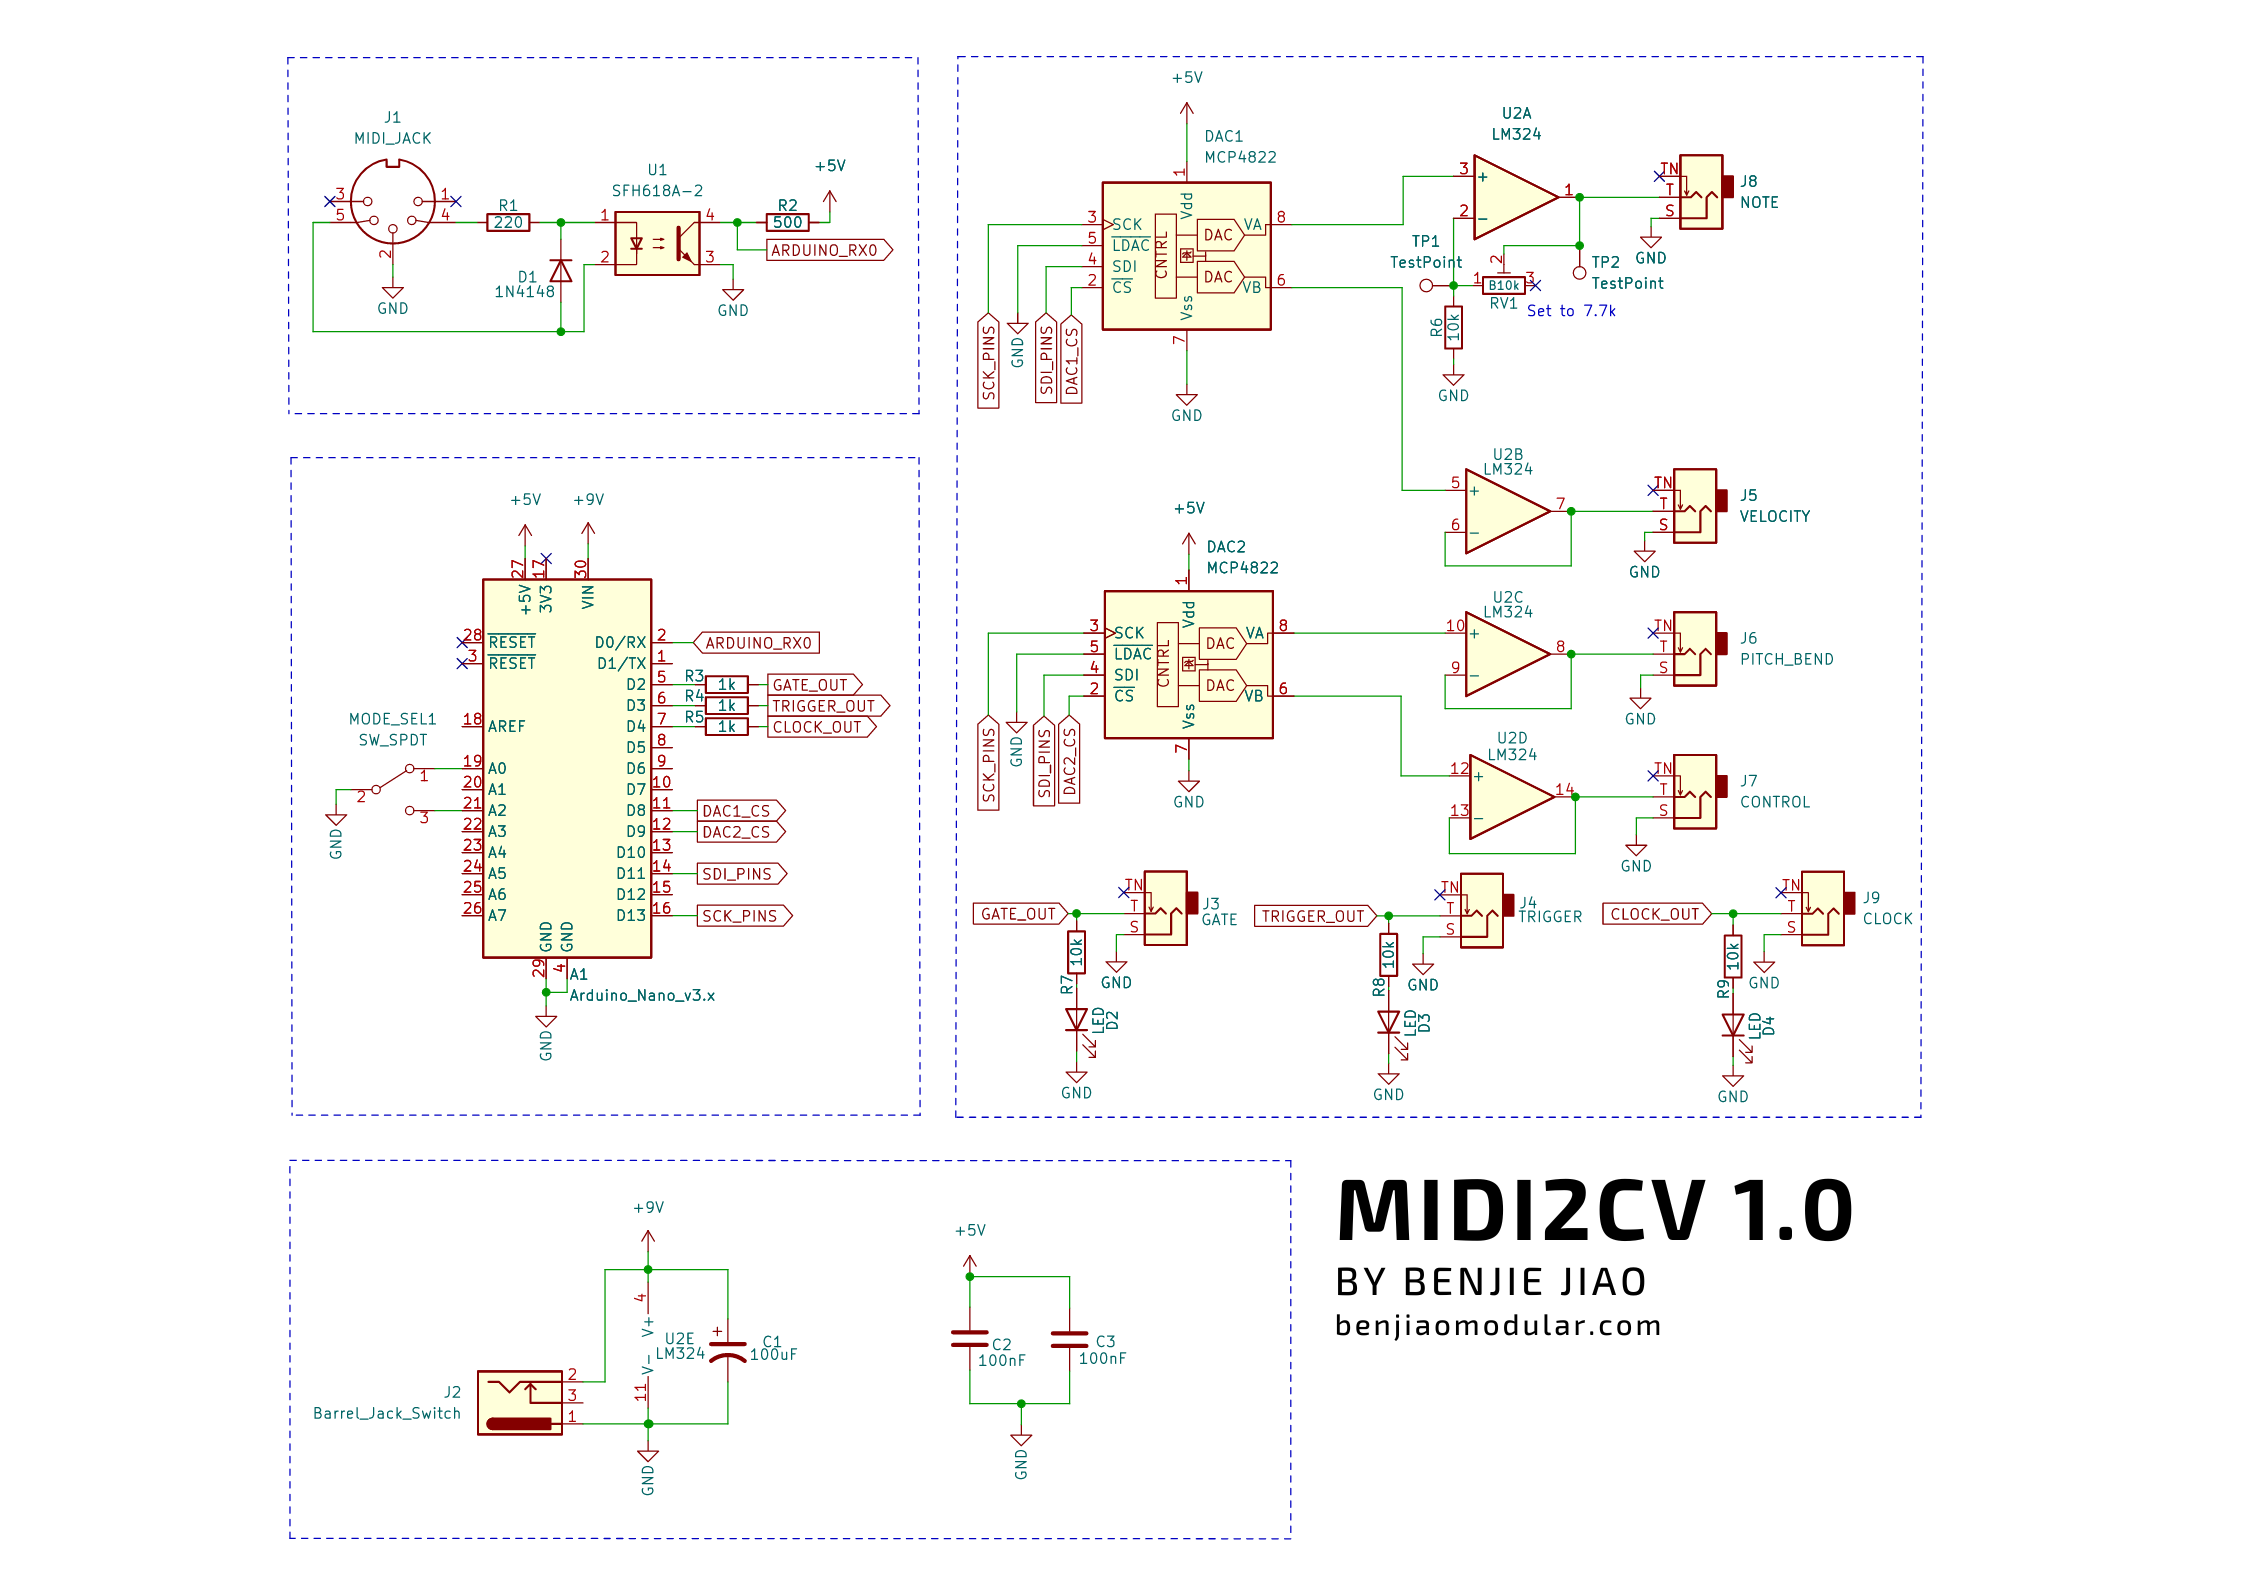 J1
MIDI_JACK
3
1
5
4
2
GND
R1
220
D1
1N4148
U1
SFH618A-2
1
2
4
3
GND
R2
500
+5V
ARDUINO_RX0
+5V
+9V
27
17
30
+5V
3V3
VIN
28
RESET
3
RESET
18
AREF
19
A0
20
A1
21
A2
22
A3
23
A4
24
A5
25
A6
26
A7
D0/RX
2
ARDUINO_RX0
D1/TX
1
D2
5
R3
1k
GATE_OUT
D3
6
R4
1k
TRIGGER_OUT
D4
7
R5
1k
CLOCK_OUT
D5
8
D6
9
D7
10
D8
11
DAC1_CS
D9
12
DAC2_CS
D10
13
D11
14
SDI_PINS
D12
15
D13
16
SCK_PINS
GND
GND
29
4
A1
Arduino_Nano_v3.x
GND
MODE_SEL1
SW_SPDT
1
2
3
GND
+5V
DAC1
MCP4822
1
Vdd
3
SCK
5
LDAC
4
SDI
2
CS
CNTRL
DAC
DAC
VA
8
VB
6
Vss
7
GND
SCK_PINS
GND
SDI_PINS
DAC1_CS
U2A
LM324
3
+
2
−
1
TP1
TestPoint
TP2
TestPoint
1
2
3
B10k
RV1
Set to 7.7k
R6
10k
GND
TN
T
S
J8
NOTE
GND
U2B
LM324
5
+
6
−
7
TN
T
S
J5
VELOCITY
GND
+5V
DAC2
MCP4822
1
Vdd
3
SCK
5
LDAC
4
SDI
2
CS
CNTRL
DAC
DAC
VA
8
VB
6
Vss
7
GND
SCK_PINS
GND
SDI_PINS
DAC2_CS
U2C
LM324
10
+
9
−
8
TN
T
S
J6
PITCH_BEND
GND
U2D
LM324
12
+
13
−
14
TN
T
S
J7
CONTROL
GND
GATE_OUT
TN
T
S
J3
GATE
GND
R7
10k
LED
D2
GND
TRIGGER_OUT
TN
T
S
J4
TRIGGER
GND
R8
10k
LED
D3
GND
CLOCK_OUT
TN
T
S
J9
CLOCK
GND
R9
10k
LED
D4
GND
+9V
4
V+
U2E
LM324
V-
11
+
C1
100uF
J2
Barrel_Jack_Switch
2
3
1
GND
+5V
C2
100nF
C3
100nF
GND
MIDI2CV 1.0
BY BENJIE JIAO
benjiaomodular.com